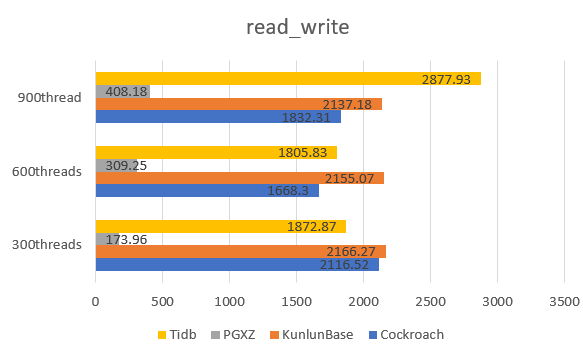 read_write
900thread
2877.93
408.18
2137.18
1832.31
600threads
1805.83
309.25
2155.07
1668.3
300threads
1872.87
173.96
2166.27
2116.52
0 500 1000 1500 2000 2500 3000 3500
Tidb PGXZ KunlunBase Cockroach